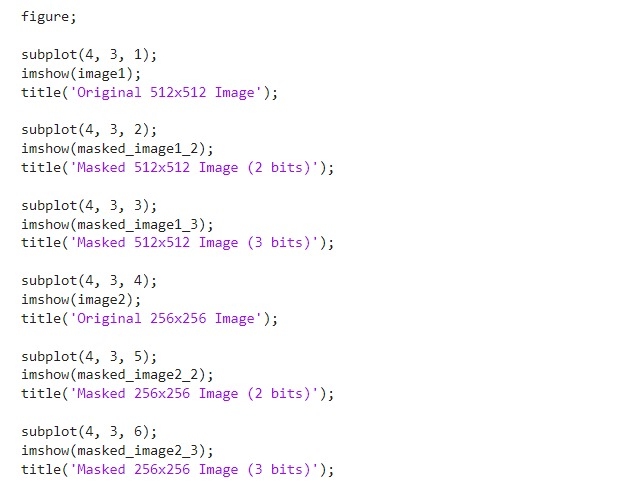 figure;
subplot(4, 3, 1);
imshow(image1);
title('Original 512x512 Image');
subplot(4, 3, 2);
imshow(masked_image1_2);
title('Masked 512x512 Image (2 bits)');
subplot(4, 3, 3);
imshow(masked_image1_3);
title('Masked 512x512 Image (3 bits)');
subplot(4, 3, 4);
imshow(image2);
title('Original 256x256 Image');
subplot(4, 3, 5);
imshow(masked_image2_2);
title('Masked 256x256 Image (2 bits)');
subplot(4, 3, 6);
imshow(masked_image2_3);
title('Masked 256x256 Image (3 bits)');